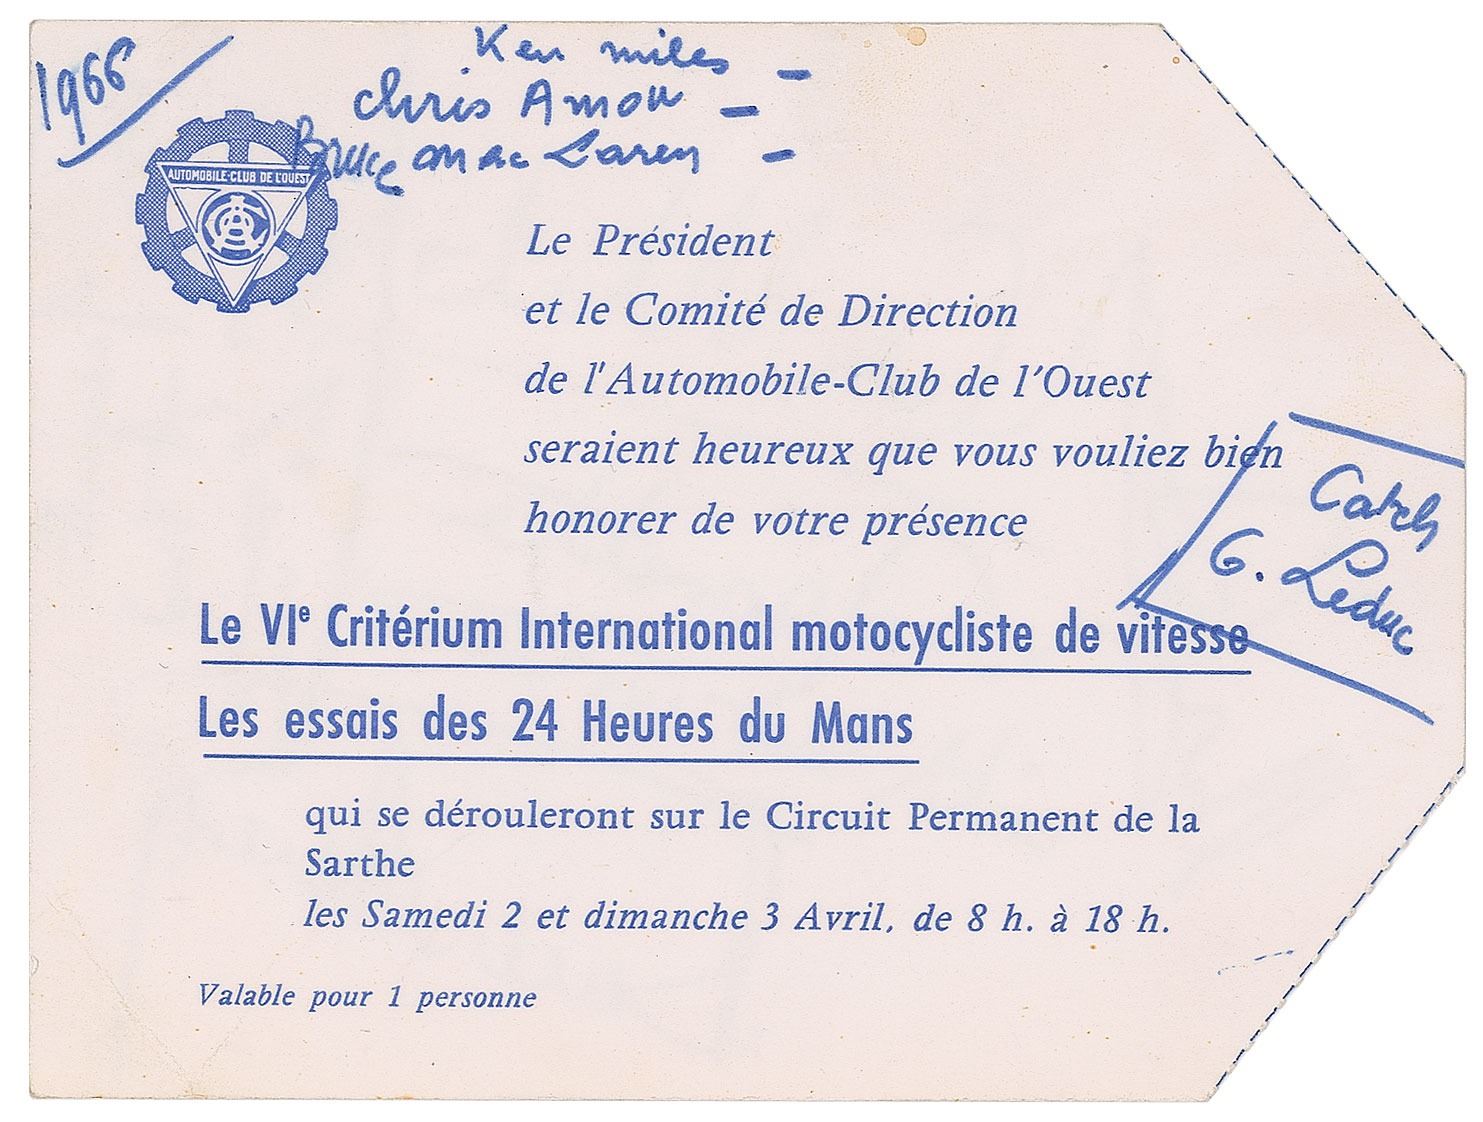 1966
Ken miles -
chris Amon -
Bruce Mac Laren -
AUTOMOBILE-CLUB DE L'OUEST
Le Président
et le Comité de Direction
de l'Automobile-Club de l'Ouest
seraient heureux que vous vouliez bien
honorer de votre présence
Catch
G. Leduc
Le VIe Critérium International motocycliste de vitesse
Les essais des 24 Heures du Mans
qui se dérouleront sur le Circuit Permanent de la
Sarthe
les Samedi 2 et dimanche 3 Avril, de 8 h. à 18 h.
Valable pour 1 personne